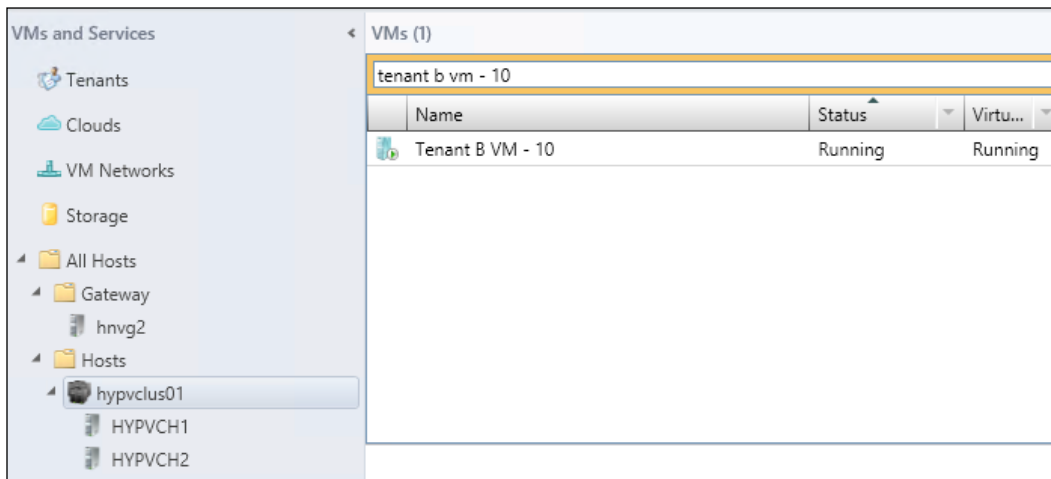 VMs and Services
Tenants
Clouds
VM Networks
Storage
All Hosts
Gateway
hnvg2
Hosts
hypvclus01
HYPVCH1
HYPVCH2
VMs (1)
tenant b vm - 10
Name Status Virtu...
Tenant B VM - 10 Running Running